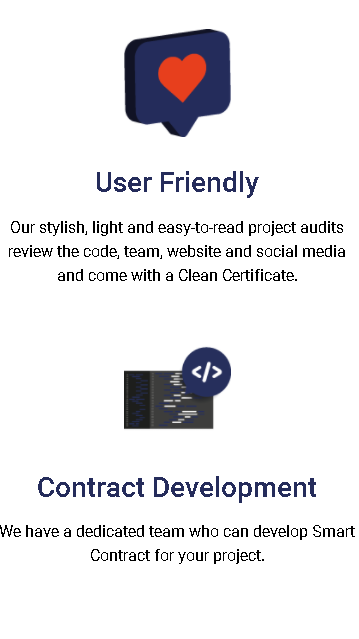 User Friendly
Our stylish, light and easy-to-read project audits
review the code, team, website and social media
and come with a Clean Certificate.
</>
Contract Development
We have a dedicated team who can develop Smart
Contract for your project.